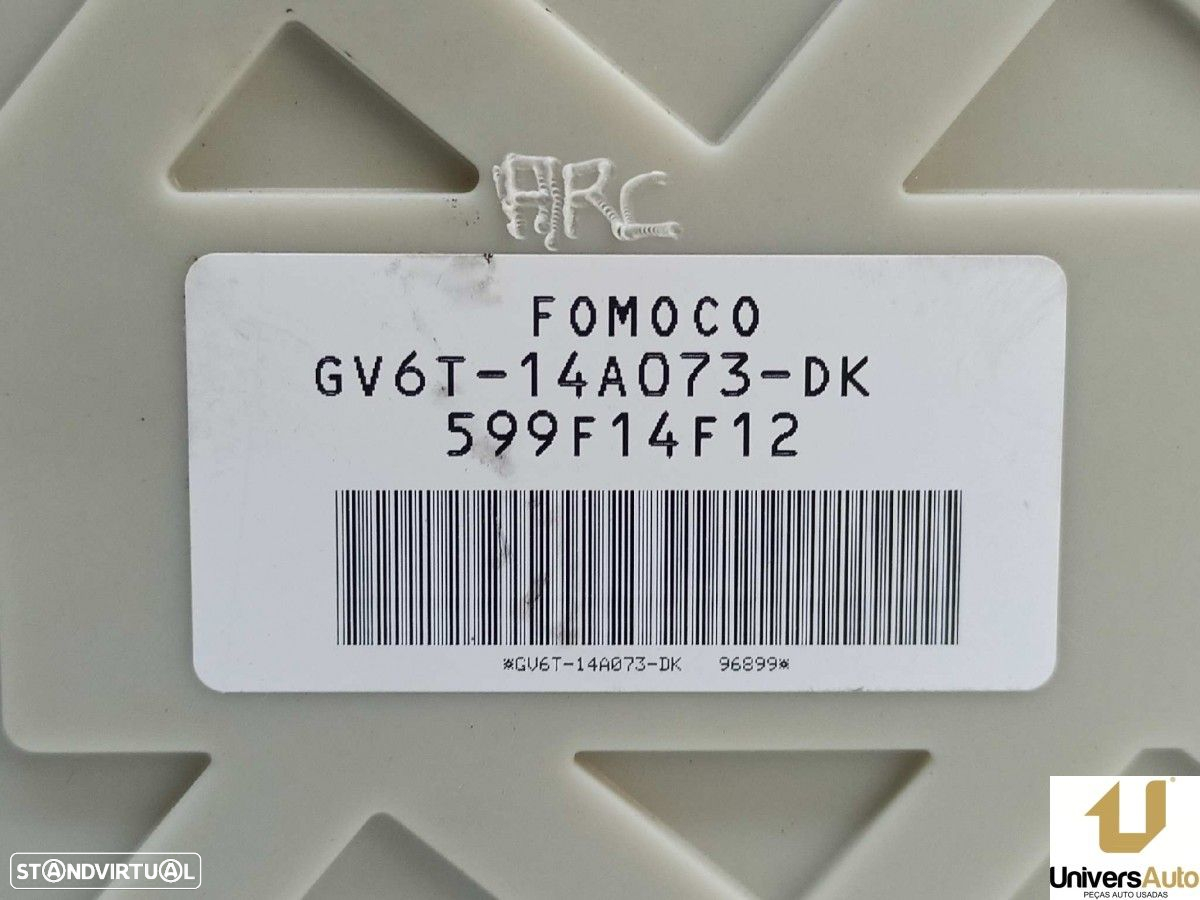 ARC
FOMOCO
GV6T-14A073-DK
599F14F12
*GV6T-14A073-DK 96899*
STANDVIRTUAL
UniversAuto
PEÇAS AUTO USADAS